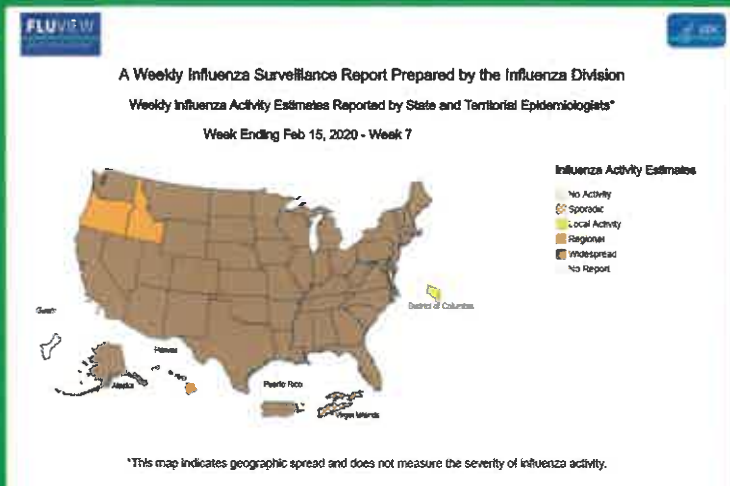 FLUVIEW
CDC
A Weekly Influenza Surveillance Report Prepared by the Influenza Division
Weekly Influenza Activity Estimates Reported by State and Territorial Epidemiologists*
Week Ending Feb 15, 2020 - Week 7
Influenza Activity Estimates
No Activity
Sporadic
Local Activity
Regional
Widespread
No Report
District of Columbia
Guam
Hawaii
Alaska
Puerto Rico
Virgin Islands
*This map indicates geographic spread and does not measure the severity of influenza activity.